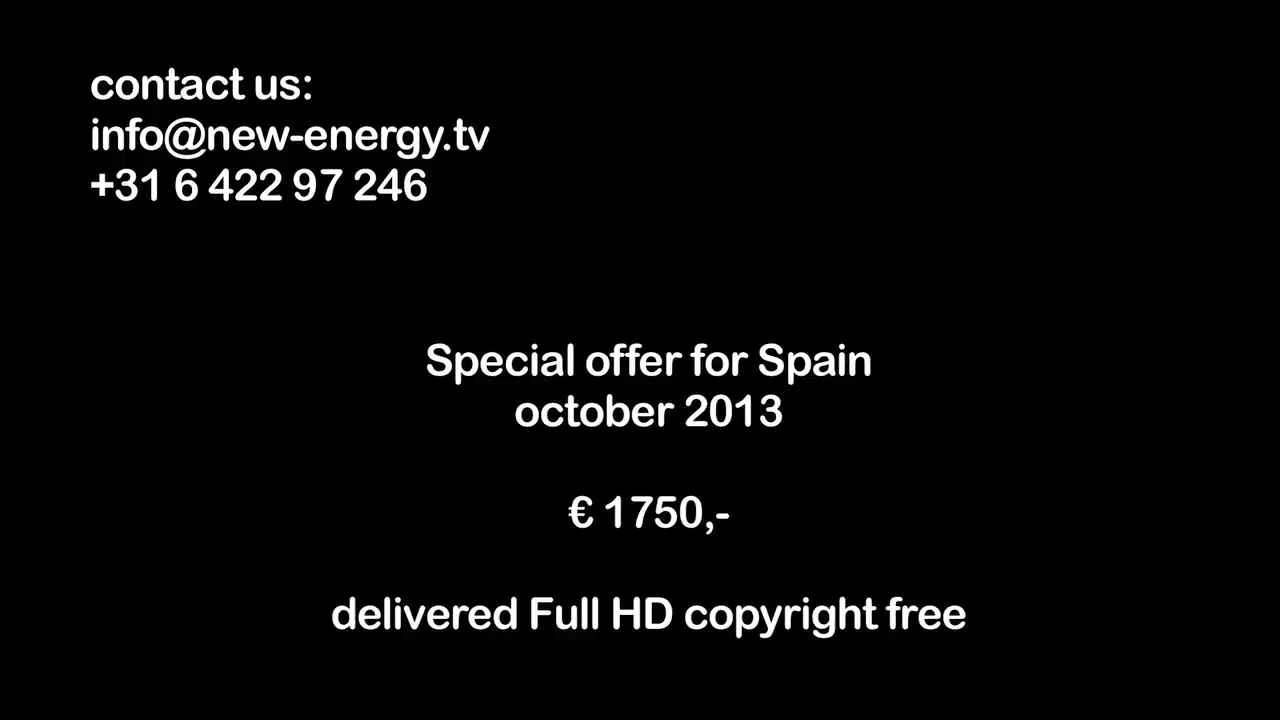 contact us:
info@new-energy.tv
+31 6 422 97 246
Special offer for Spain
october 2013
€ 1750,-
delivered Full HD copyright free